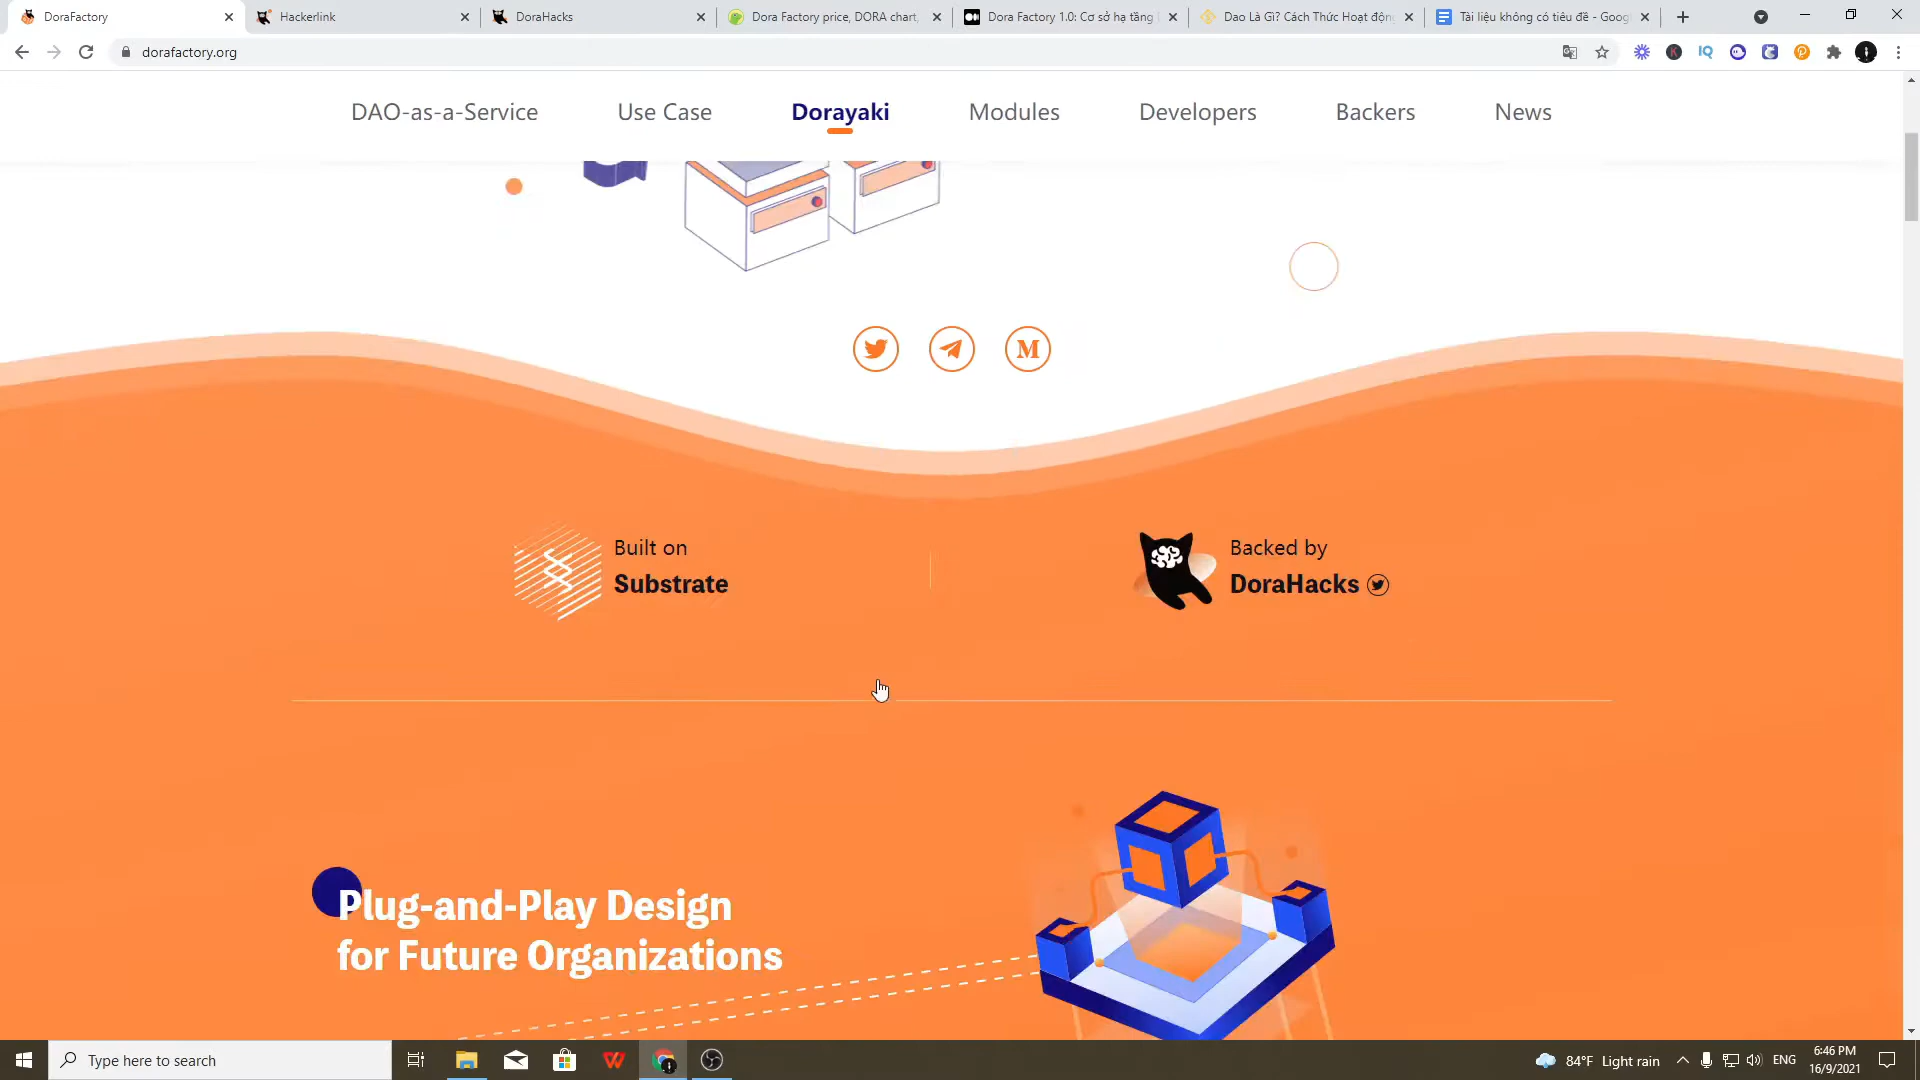 DoraFactory
Hackerlink
DoraHacks
Dora Factory price, DORA chart,
Dora Factory 1.0: Cơ sở hạ tầng
Dao Là Gì? Cách Thức Hoạt độn
Tài liệu không có tiêu đề - Goog
dorafactory.org
DAO-as-a-Service
Use Case
Dorayaki
Modules
Developers
Backers
News
M
Built on
Substrate
Backed by
DoraHacks
Plug-and-Play Design
for Future Organizations
Type here to search
84°F Light rain
ENG
6:46 PM
16/9/2021